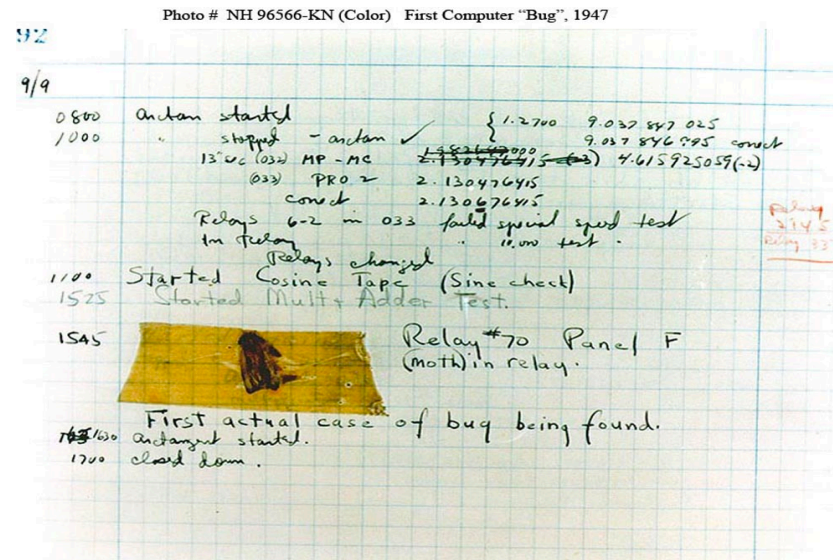 Photo # NH 96566-KN (Color) First Computer “Bug”, 1947
92
9/9
0800 Antan started { 1.2700 9.037 847 025
1000 " stopped - antan ✓ 9.037 846 995 conect
13" uc (032) MP - MC 2.130476415 (-3) 4.615925059(-2)
(033) PRO 2 2.130476415
conect 2.130676415
Relays 6-2 in 033 failed special speed test
In Relay " 10,000 test .
Relays changed
1100 Started Cosine Tape (Sine check)
1525 Started Mult + Adder Test.
1545 Relay #70 Panel F
(moth) in relay.
First actual case of bug being found.
1630 antangent started.
1700 closed down.
Relay
Relay